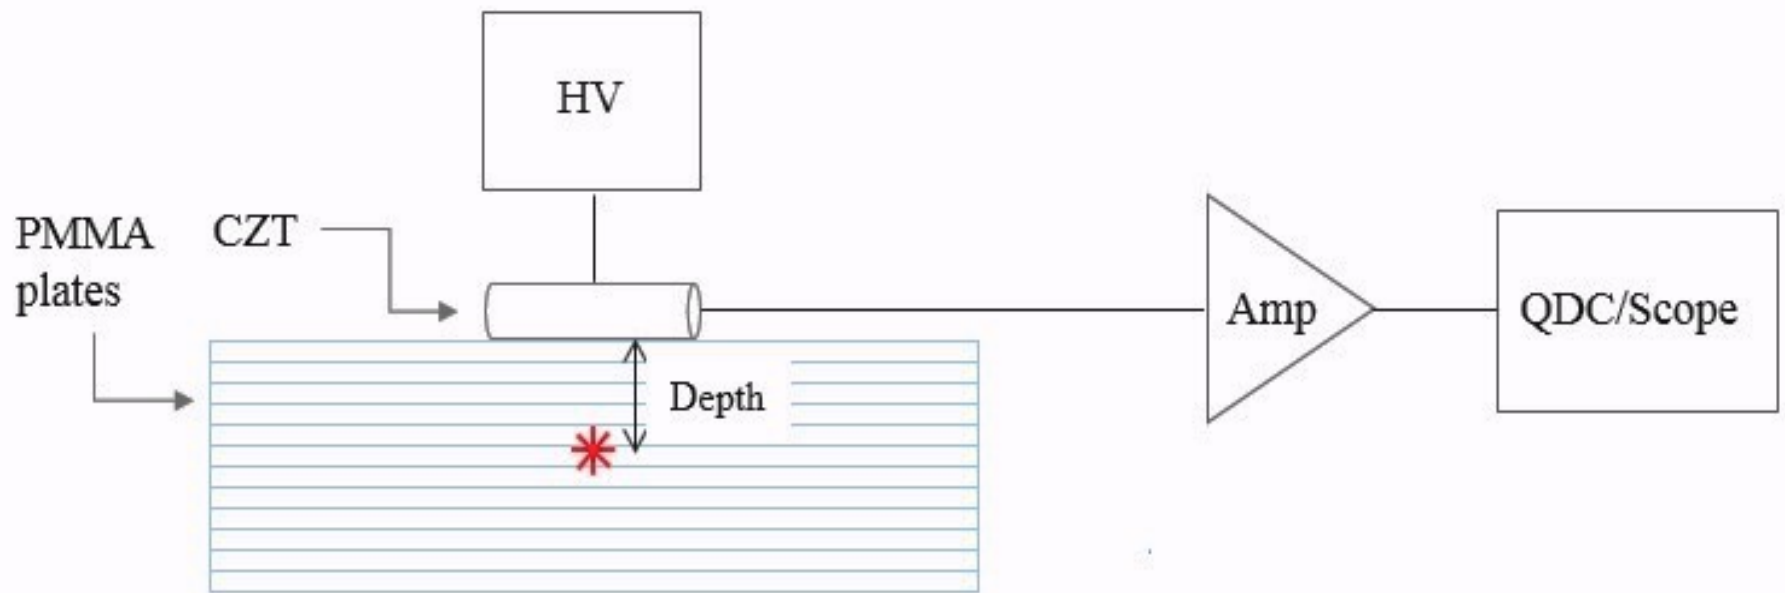 HV
PMMA
plates
CZT
Depth
Amp
QDC/Scope